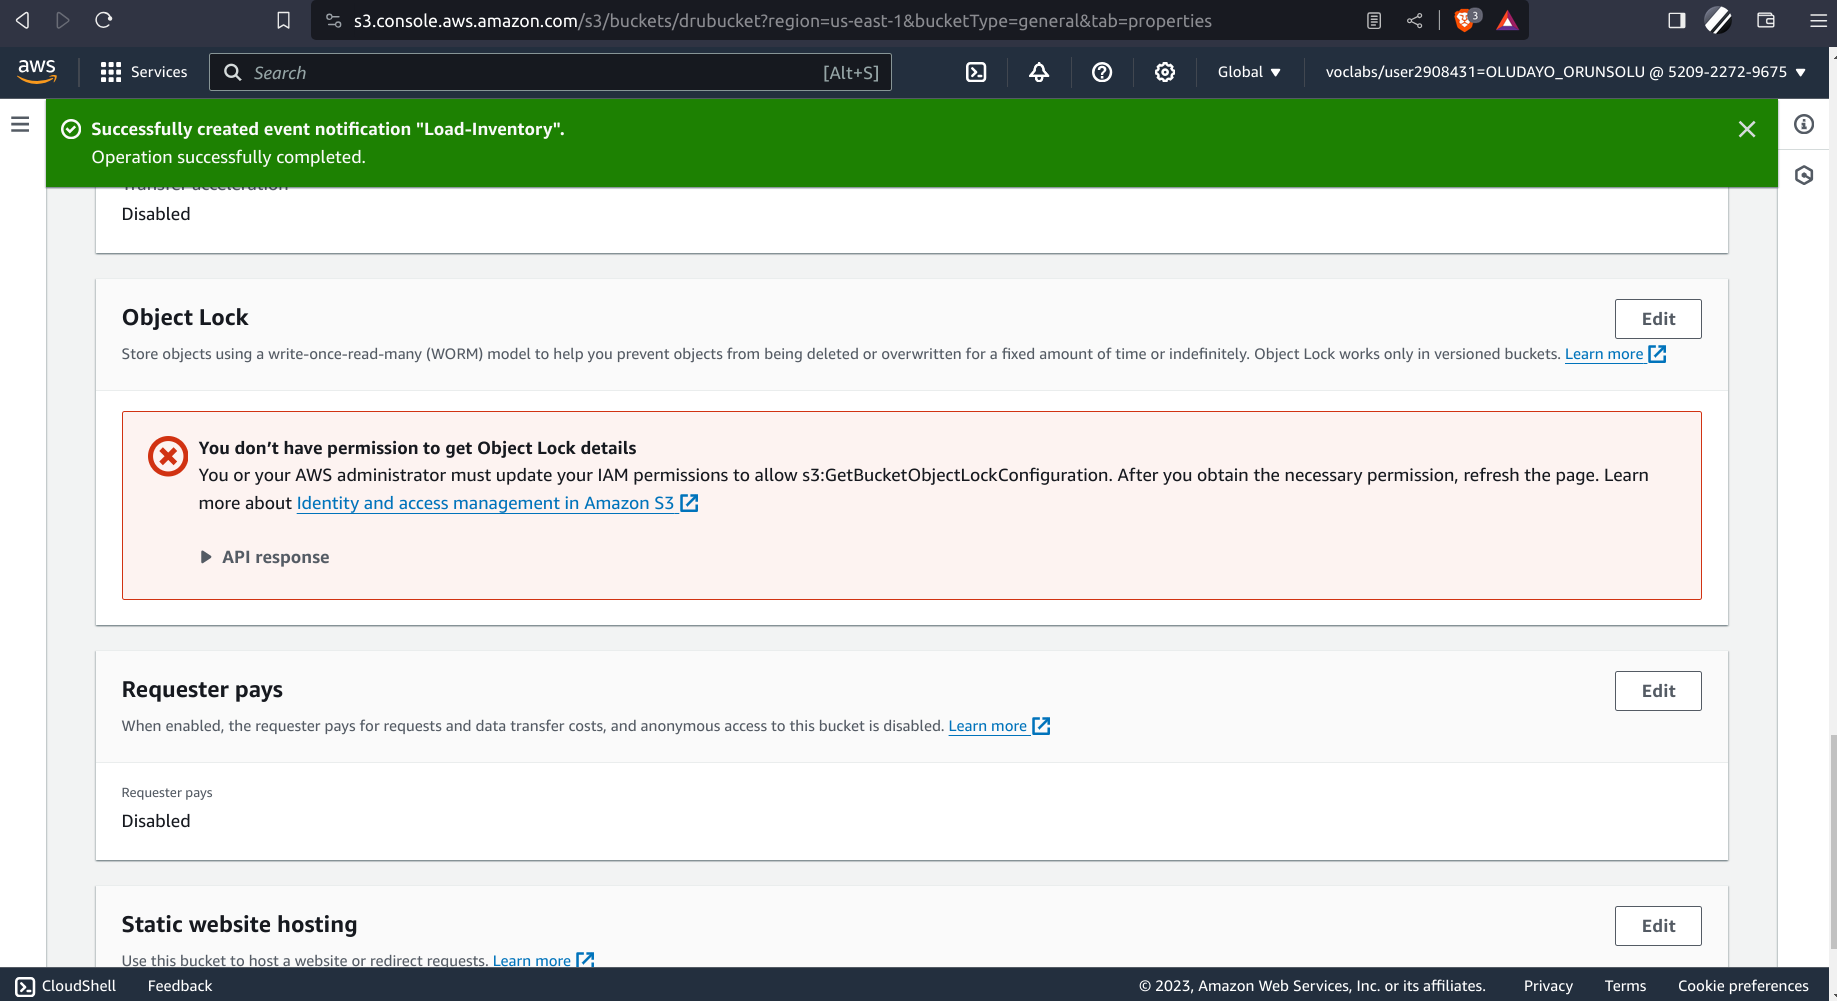 s3.console.aws.amazon.com/s3/buckets/drubucket?region=us-east-1&bucketType=general&tab=properties
3
aws
Services
Search
[Alt+S]
Global
voclabs/user2908431=OLUDAYO_ORUNSOLU @ 5209-2272-9675
Successfully created event notification "Load-Inventory".
Operation successfully completed.
Transfer acceleration
Disabled
Object Lock
Edit
Store objects using a write-once-read-many (WORM) model to help you prevent objects from being deleted or overwritten for a fixed amount of time or indefinitely. Object Lock works only in versioned buckets. Learn more
You don’t have permission to get Object Lock details
You or your AWS administrator must update your IAM permissions to allow s3:GetBucketObjectLockConfiguration. After you obtain the necessary permission, refresh the page. Learn
more about Identity and access management in Amazon S3
API response
Requester pays
Edit
When enabled, the requester pays for requests and data transfer costs, and anonymous access to this bucket is disabled. Learn more
Requester pays
Disabled
Static website hosting
Edit
Use this bucket to host a website or redirect requests. Learn more
CloudShell
Feedback
© 2023, Amazon Web Services, Inc. or its affiliates.
Privacy
Terms
Cookie preferences